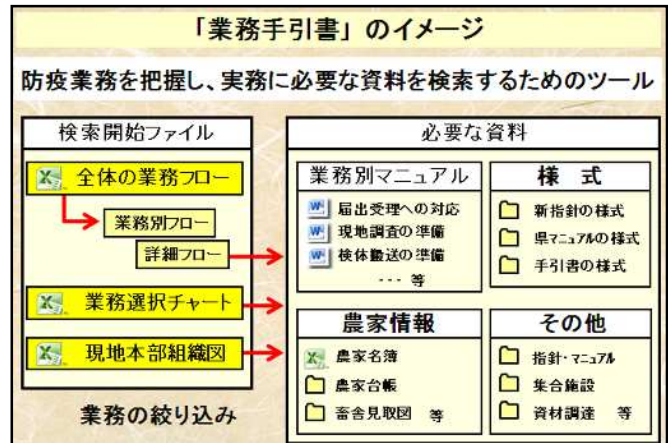 「業務手引書」のイメージ
防疫業務を把握し、実務に必要な資料を検索するためのツール
検索開始ファイル
全体の業務フロー
業務別フロー
詳細フロー
業務選択チャート
現地本部組織図
業務の絞り込み
必要な資料
業務別マニュアル
届出受理への対応
現地調査の準備
検体搬送の準備
･･･ 等
様 式
新指針の様式
県マニュアルの様式
手引書の様式
農家情報
農家名簿
農家台帳
畜舎見取図 等
その他
指針・マニュアル
集合施設
資材調達 等